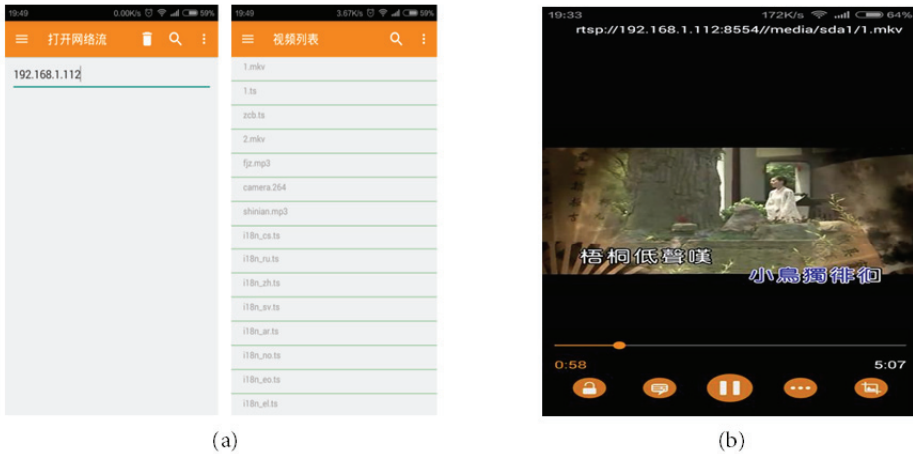 19:49 0.00K/s 59%
打开网络流
192.168.1.112
19:49 3.67K/s 59%
视频列表
1.mkv
1.ts
zcb.ts
2.mkv
fjz.mp3
camera.264
shinian.mp3
i18n_cs.ts
i18n_ru.ts
i18n_zh.ts
i18n_sv.ts
i18n_ar.ts
i18n_no.ts
i18n_eo.ts
i18n_el.ts
(a)
19:33 172K/s 64%
rtsp://192.168.1.112:8554//media/sda1/1.mkv
梧桐低聲嘆
小鳥獨徘徊
0:58 5:07
(b)